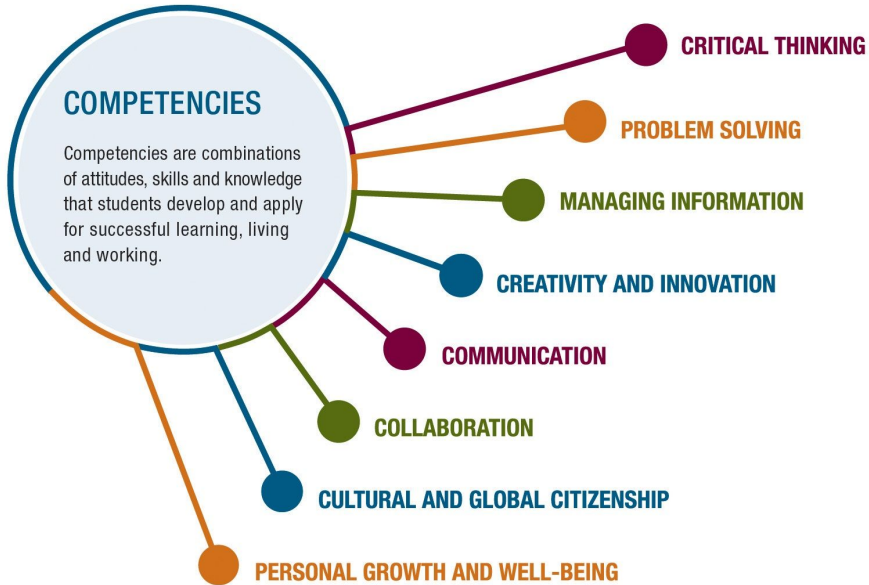 COMPETENCIES
Competencies are combinations
of attitudes, skills and knowledge
that students develop and apply
for successful learning, living
and working.
CRITICAL THINKING
PROBLEM SOLVING
MANAGING INFORMATION
CREATIVITY AND INNOVATION
COMMUNICATION
COLLABORATION
CULTURAL AND GLOBAL CITIZENSHIP
PERSONAL GROWTH AND WELL-BEING